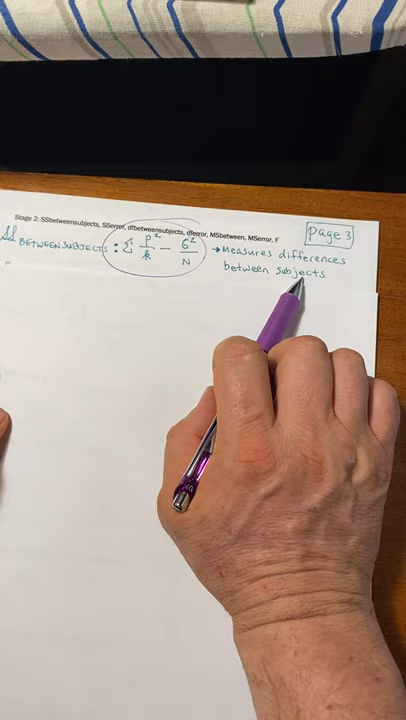 Stage 2: SSbetweensubjects, SSerror, dfbetweensubjects, dferror, MSbetween, MSerror, F
Page 3
SS BETWEEN SUBJECTS : Σ P²/k − G²/N → Measures differences
between subjects